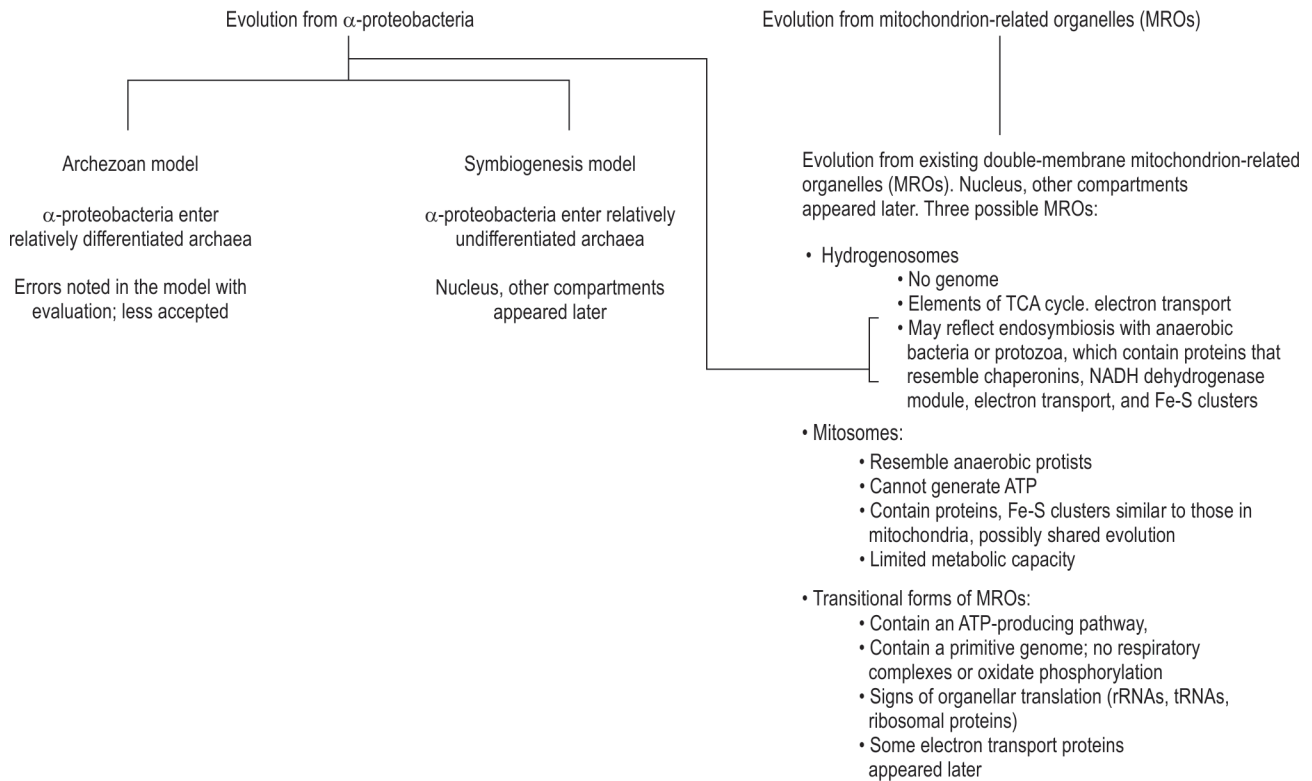 Evolution from α-proteobacteria
Archezoan model
α-proteobacteria enter
relatively differentiated archaea
Errors noted in the model with
evaluation; less accepted
Symbiogenesis model
α-proteobacteria enter relatively
undifferentiated archaea
Nucleus, other compartments
appeared later
Evolution from mitochondrion-related organelles (MROs)
Evolution from existing double-membrane mitochondrion-related
organelles (MROs). Nucleus, other compartments
appeared later. Three possible MROs:
• Hydrogenosomes
• No genome
• Elements of TCA cycle. electron transport
• May reflect endosymbiosis with anaerobic
bacteria or protozoa, which contain proteins that
resemble chaperonins, NADH dehydrogenase
module, electron transport, and Fe-S clusters
• Mitosomes:
• Resemble anaerobic protists
• Cannot generate ATP
• Contain proteins, Fe-S clusters similar to those in
mitochondria, possibly shared evolution
• Limited metabolic capacity
• Transitional forms of MROs:
• Contain an ATP-producing pathway,
• Contain a primitive genome; no respiratory
complexes or oxidate phosphorylation
• Signs of organellar translation (rRNAs, tRNAs,
ribosomal proteins)
• Some electron transport proteins
appeared later